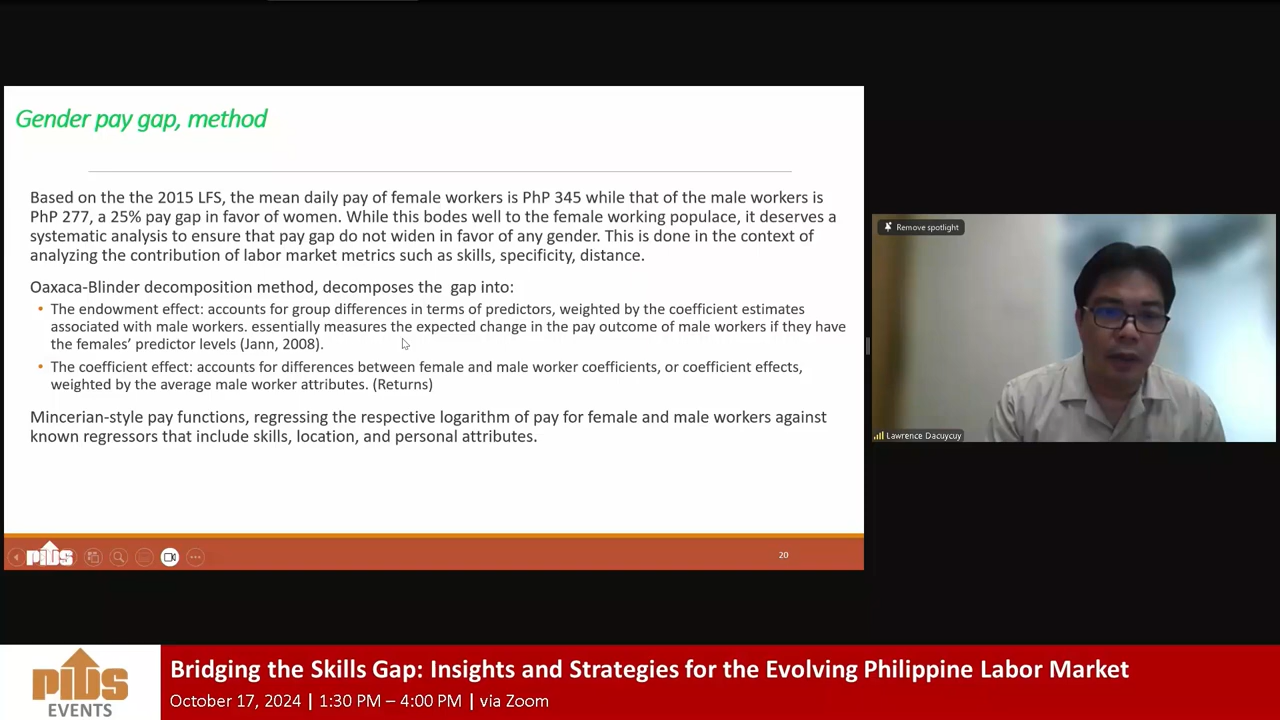 Gender pay gap, method
Based on the the 2015 LFS, the mean daily pay of female workers is PhP 345 while that of the male workers is
PhP 277, a 25% pay gap in favor of women. While this bodes well to the female working populace, it deserves a
systematic analysis to ensure that pay gap do not widen in favor of any gender. This is done in the context of
analyzing the contribution of labor market metrics such as skills, specificity, distance.
Oaxaca-Blinder decomposition method, decomposes the gap into:
• The endowment effect: accounts for group differences in terms of predictors, weighted by the coefficient estimates
associated with male workers. essentially measures the expected change in the pay outcome of male workers if they have
the females' predictor levels (Jann, 2008).
• The coefficient effect: accounts for differences between female and male worker coefficients, or coefficient effects,
weighted by the average male worker attributes. (Returns)
Mincerian-style pay functions, regressing the respective logarithm of pay for female and male workers against
known regressors that include skills, location, and personal attributes.
PIDS
20
Remove spotlight
Lawrence Dacuycuy
PIDS
EVENTS
Bridging the Skills Gap: Insights and Strategies for the Evolving Philippine Labor Market
October 17, 2024 | 1:30 PM – 4:00 PM | via Zoom